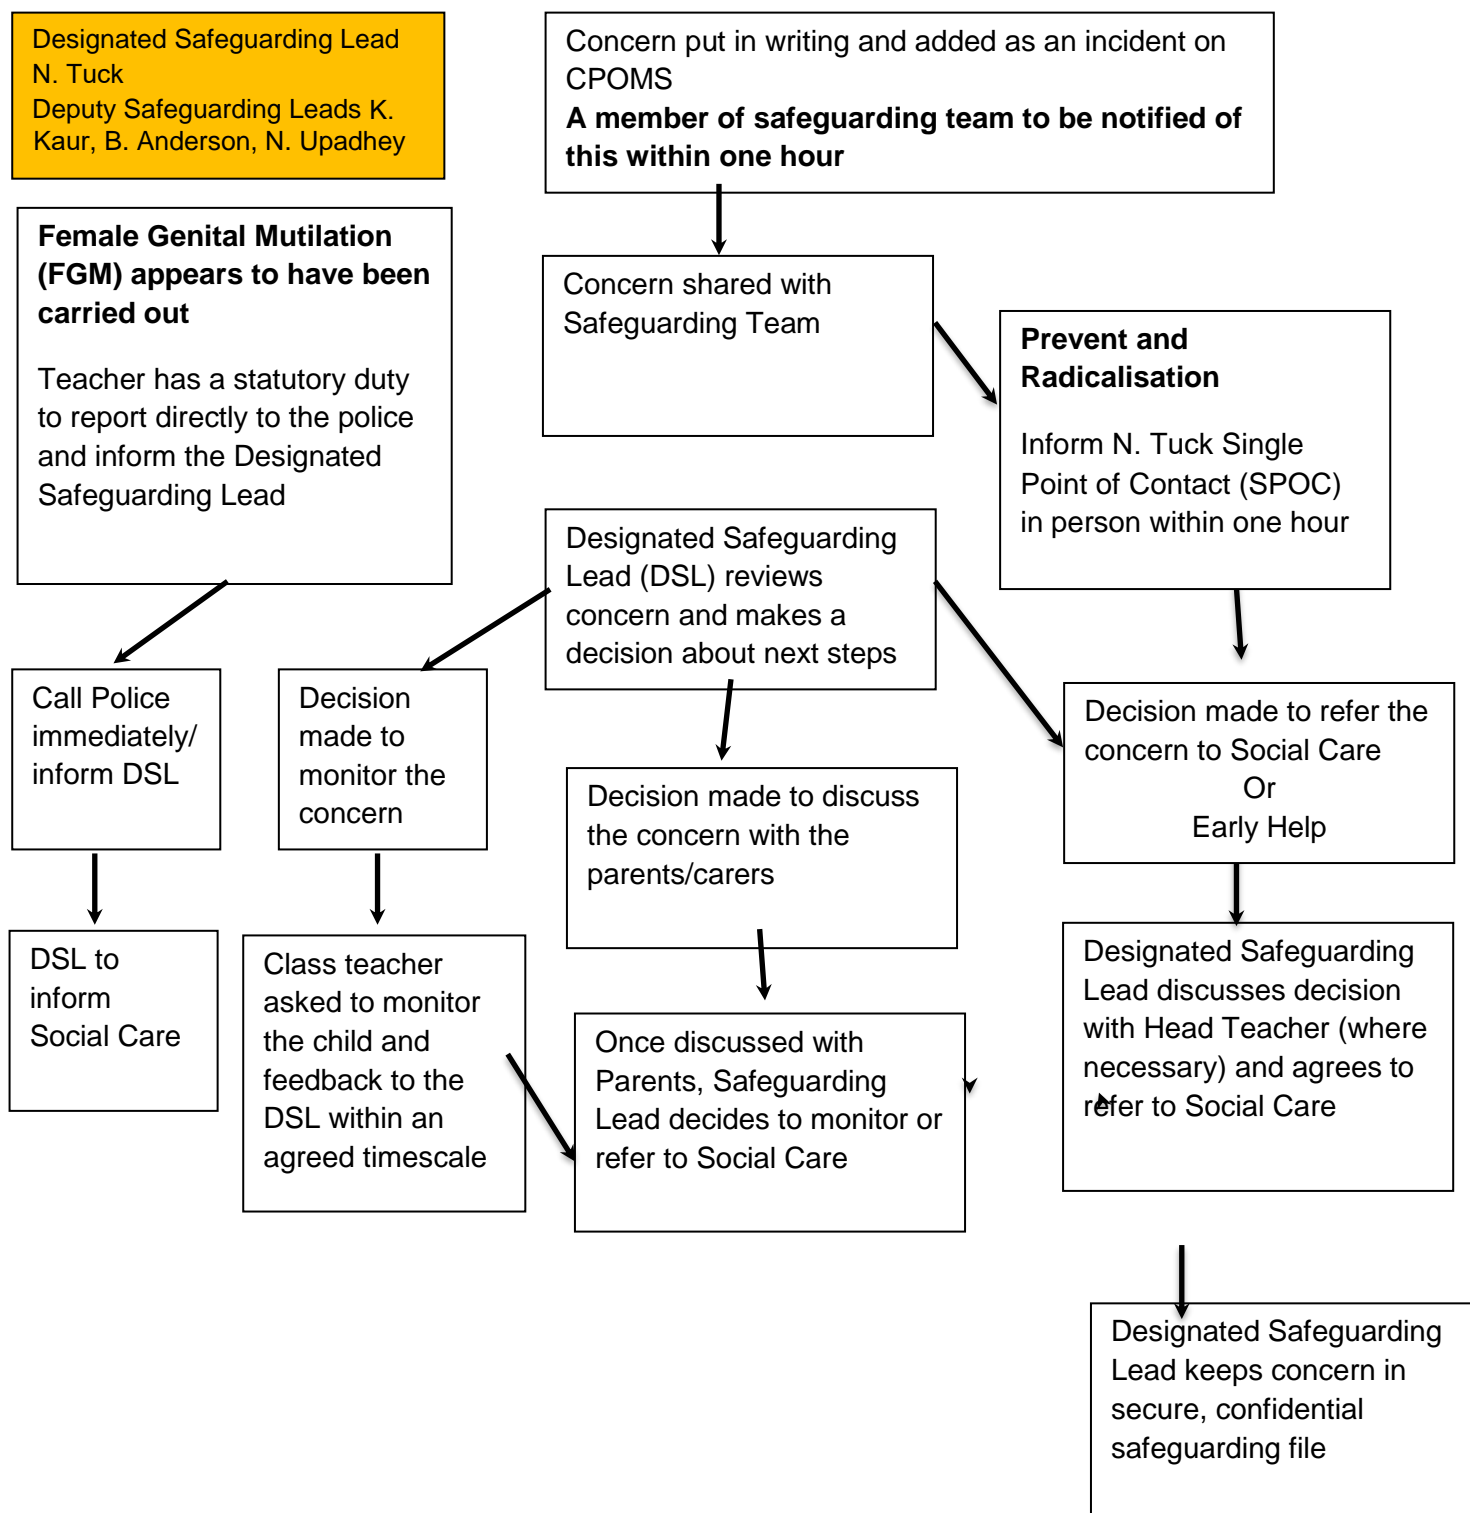 Designated Safeguarding Lead
N. Tuck
Deputy Safeguarding Leads K.
Kaur, B. Anderson, N. Upadhey
Concern put in writing and added as an incident on
CPOMS
A member of safeguarding team to be notified of
this within one hour
Female Genital Mutilation
(FGM) appears to have been
carried out
Teacher has a statutory duty
to report directly to the police
and inform the Designated
Safeguarding Lead
Concern shared with
Safeguarding Team
Prevent and
Radicalisation
Inform N. Tuck Single
Point of Contact (SPOC)
in person within one hour
Designated Safeguarding
Lead (DSL) reviews
concern and makes a
decision about next steps
Call Police
immediately/
inform DSL
Decision
made to
monitor the
concern
Decision made to discuss
the concern with the
parents/carers
Decision made to refer the
concern to Social Care
Or
Early Help
DSL to
inform
Social Care
Class teacher
asked to monitor
the child and
feedback to the
DSL within an
agreed timescale
Once discussed with
Parents, Safeguarding
Lead decides to monitor or
refer to Social Care
Designated Safeguarding
Lead discusses decision
with Head Teacher (where
necessary) and agrees to
refer to Social Care
Designated Safeguarding
Lead keeps concern in
secure, confidential
safeguarding file